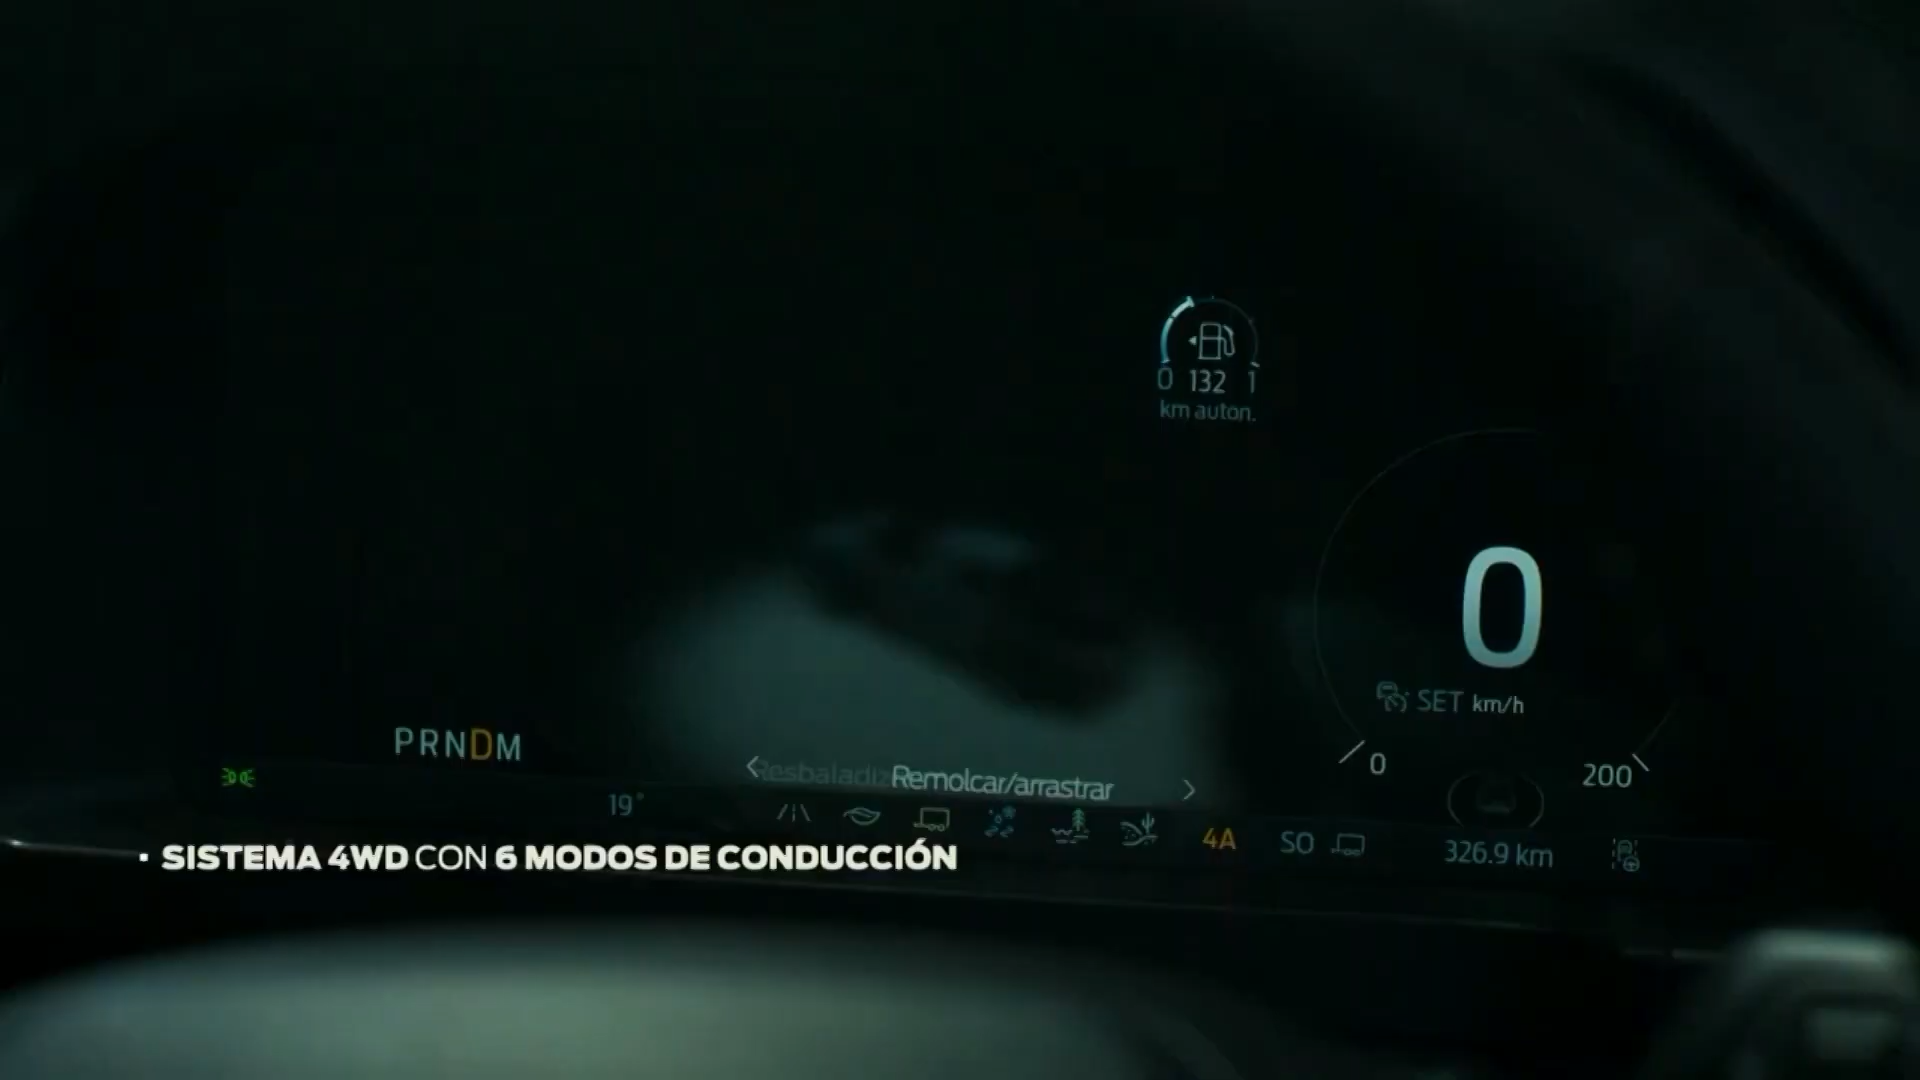 0 132 1
km auton.
0
SET km/h
0 200
PRNDM
Resbaladiz Remolcar/arrastrar
19°
4A SO
326.9 km
· SISTEMA 4WD CON 6 MODOS DE CONDUCCIÓN